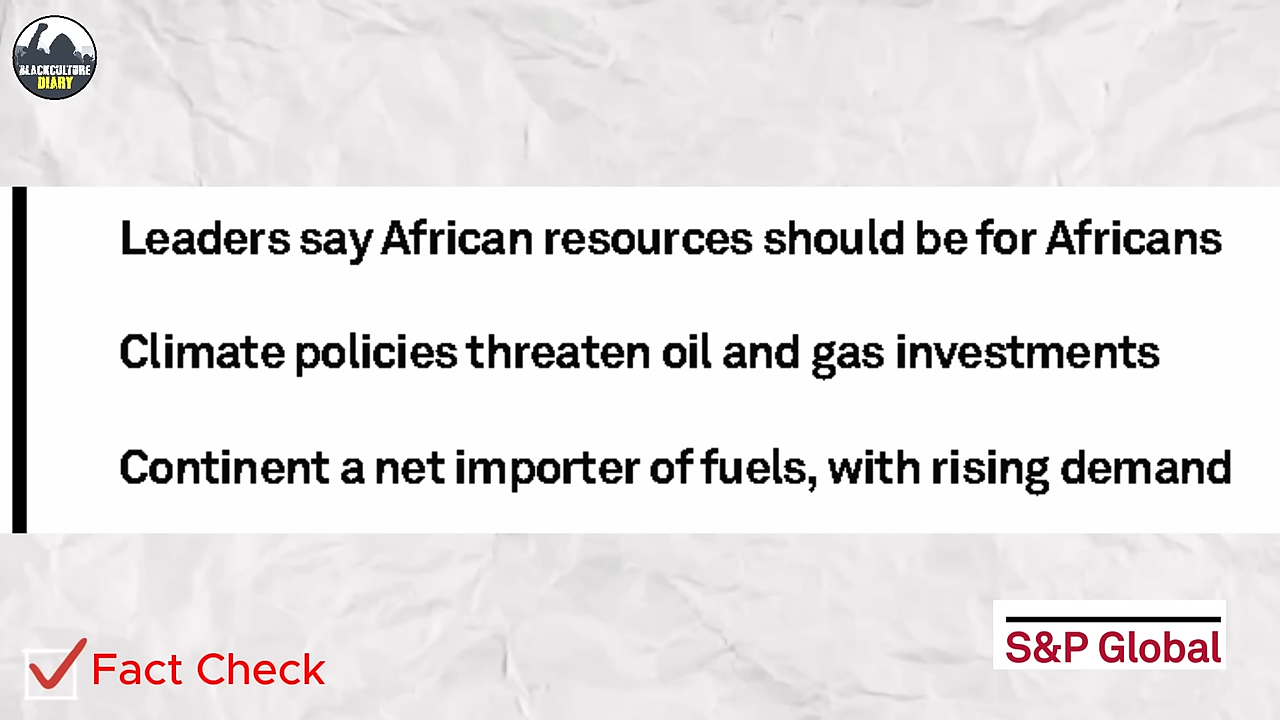 BLACKCULTURE
DIARY
Leaders say African resources should be for Africans
Climate policies threaten oil and gas investments
Continent a net importer of fuels, with rising demand
Fact Check
S&P Global